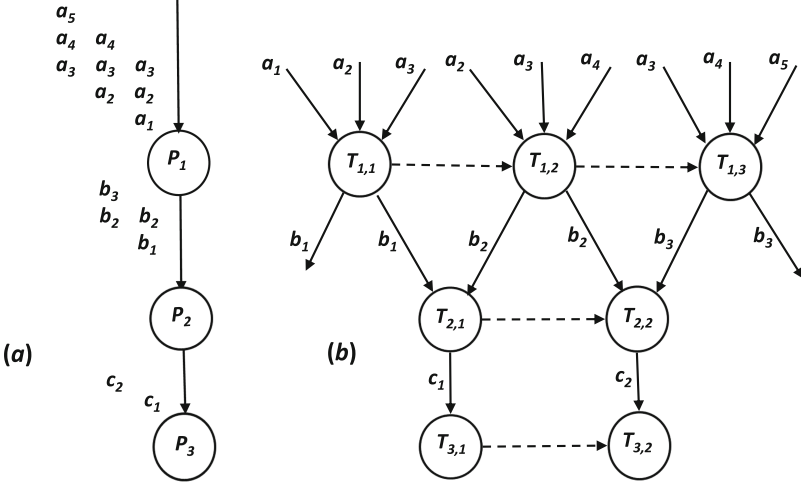 a5
a4 a4
a3 a3 a3
a2 a2
a1
P1
b3
b2 b2
b1
P2
(a)
c2
c1
P3
a1 a2 a3 a2 a3 a4 a3 a4 a5
T1,1 T1,2 T1,3
b1 b1 b2 b2 b3 b3
T2,1 T2,2
(b)
c1 c2
T3,1 T3,2